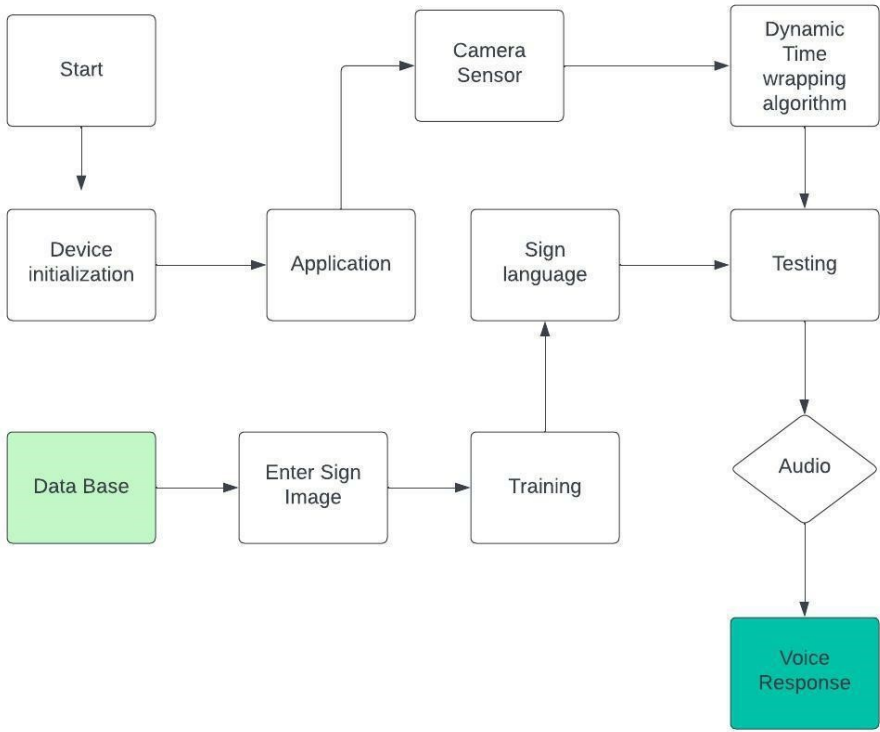 Start
Camera
Sensor
Dynamic
Time
wrapping
algorithm
Device
initialization
Application
Sign
language
Testing
Data Base
Enter Sign
Image
Training
Audio
Voice
Response